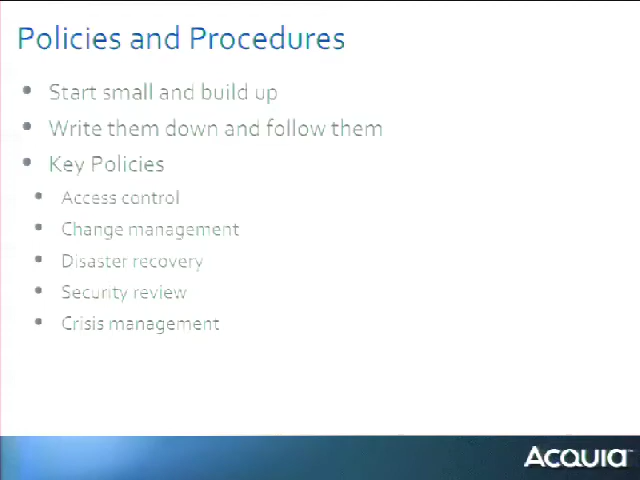 Policies and Procedures
Start small and build up
Write them down and follow them
Key Policies
Access control
Change management
Disaster recovery
Security review
Crisis management
Acquia